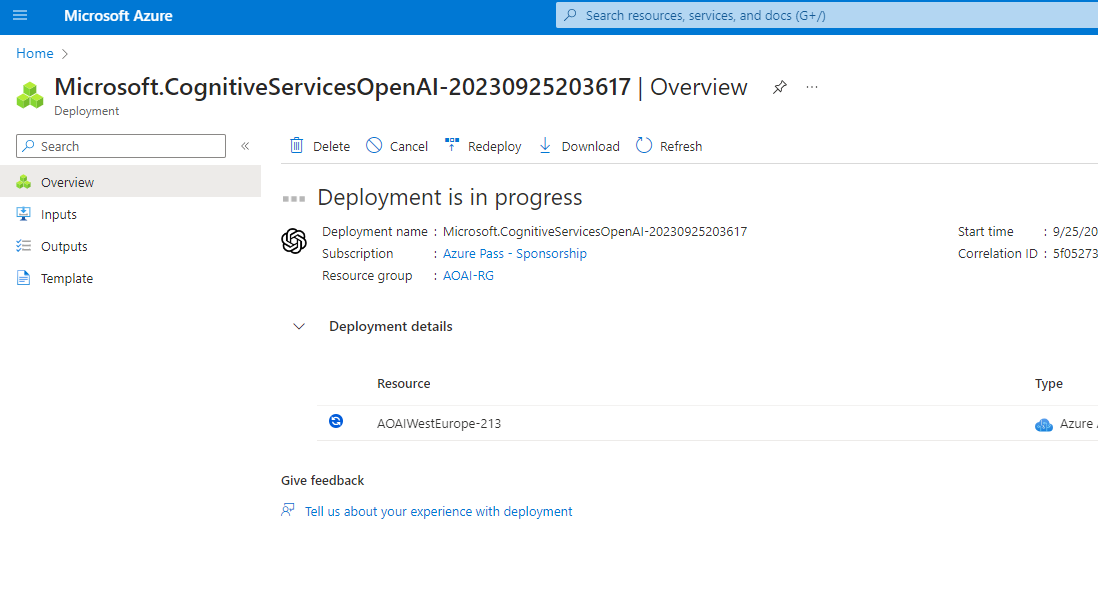 Microsoft Azure
Search resources, services, and docs (G+/)
Home
Microsoft.CognitiveServicesOpenAI-20230925203617 | Overview
Deployment
Search
Delete Cancel Redeploy Download Refresh
Overview
Inputs
Outputs
Template
Deployment is in progress
Deployment name : Microsoft.CognitiveServicesOpenAI-20230925203617 Start time : 9/25/20
Subscription : Azure Pass - Sponsorship Correlation ID : 5f05273
Resource group : AOAI-RG
Deployment details
Resource Type
AOAIWestEurope-213 Azure
Give feedback
Tell us about your experience with deployment